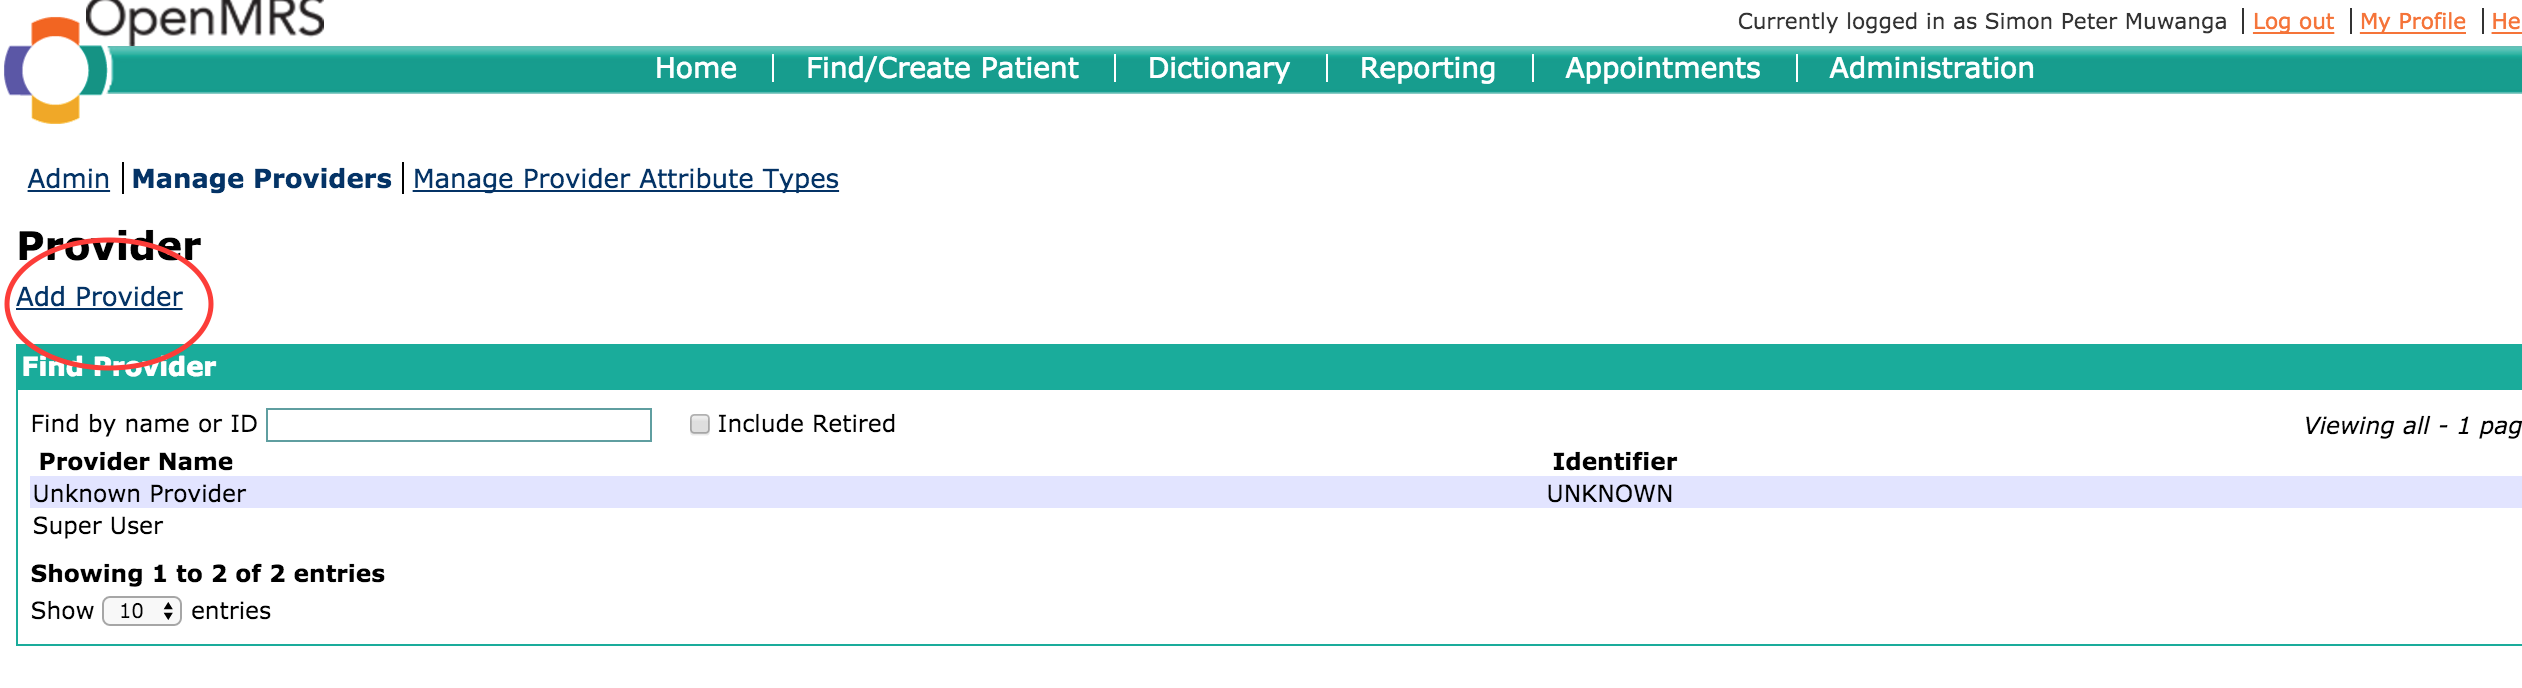 OpenMRS
Currently logged in as Simon Peter Muwanga | Log out | My Profile | He
Home | Find/Create Patient | Dictionary | Reporting | Appointments | Administration
Admin | Manage Providers | Manage Provider Attribute Types
Provider
Add Provider
Find Provider
Find by name or ID Include Retired Viewing all - 1 pag
Provider Name Identifier
Unknown Provider UNKNOWN
Super User
Showing 1 to 2 of 2 entries
Show 10 entries